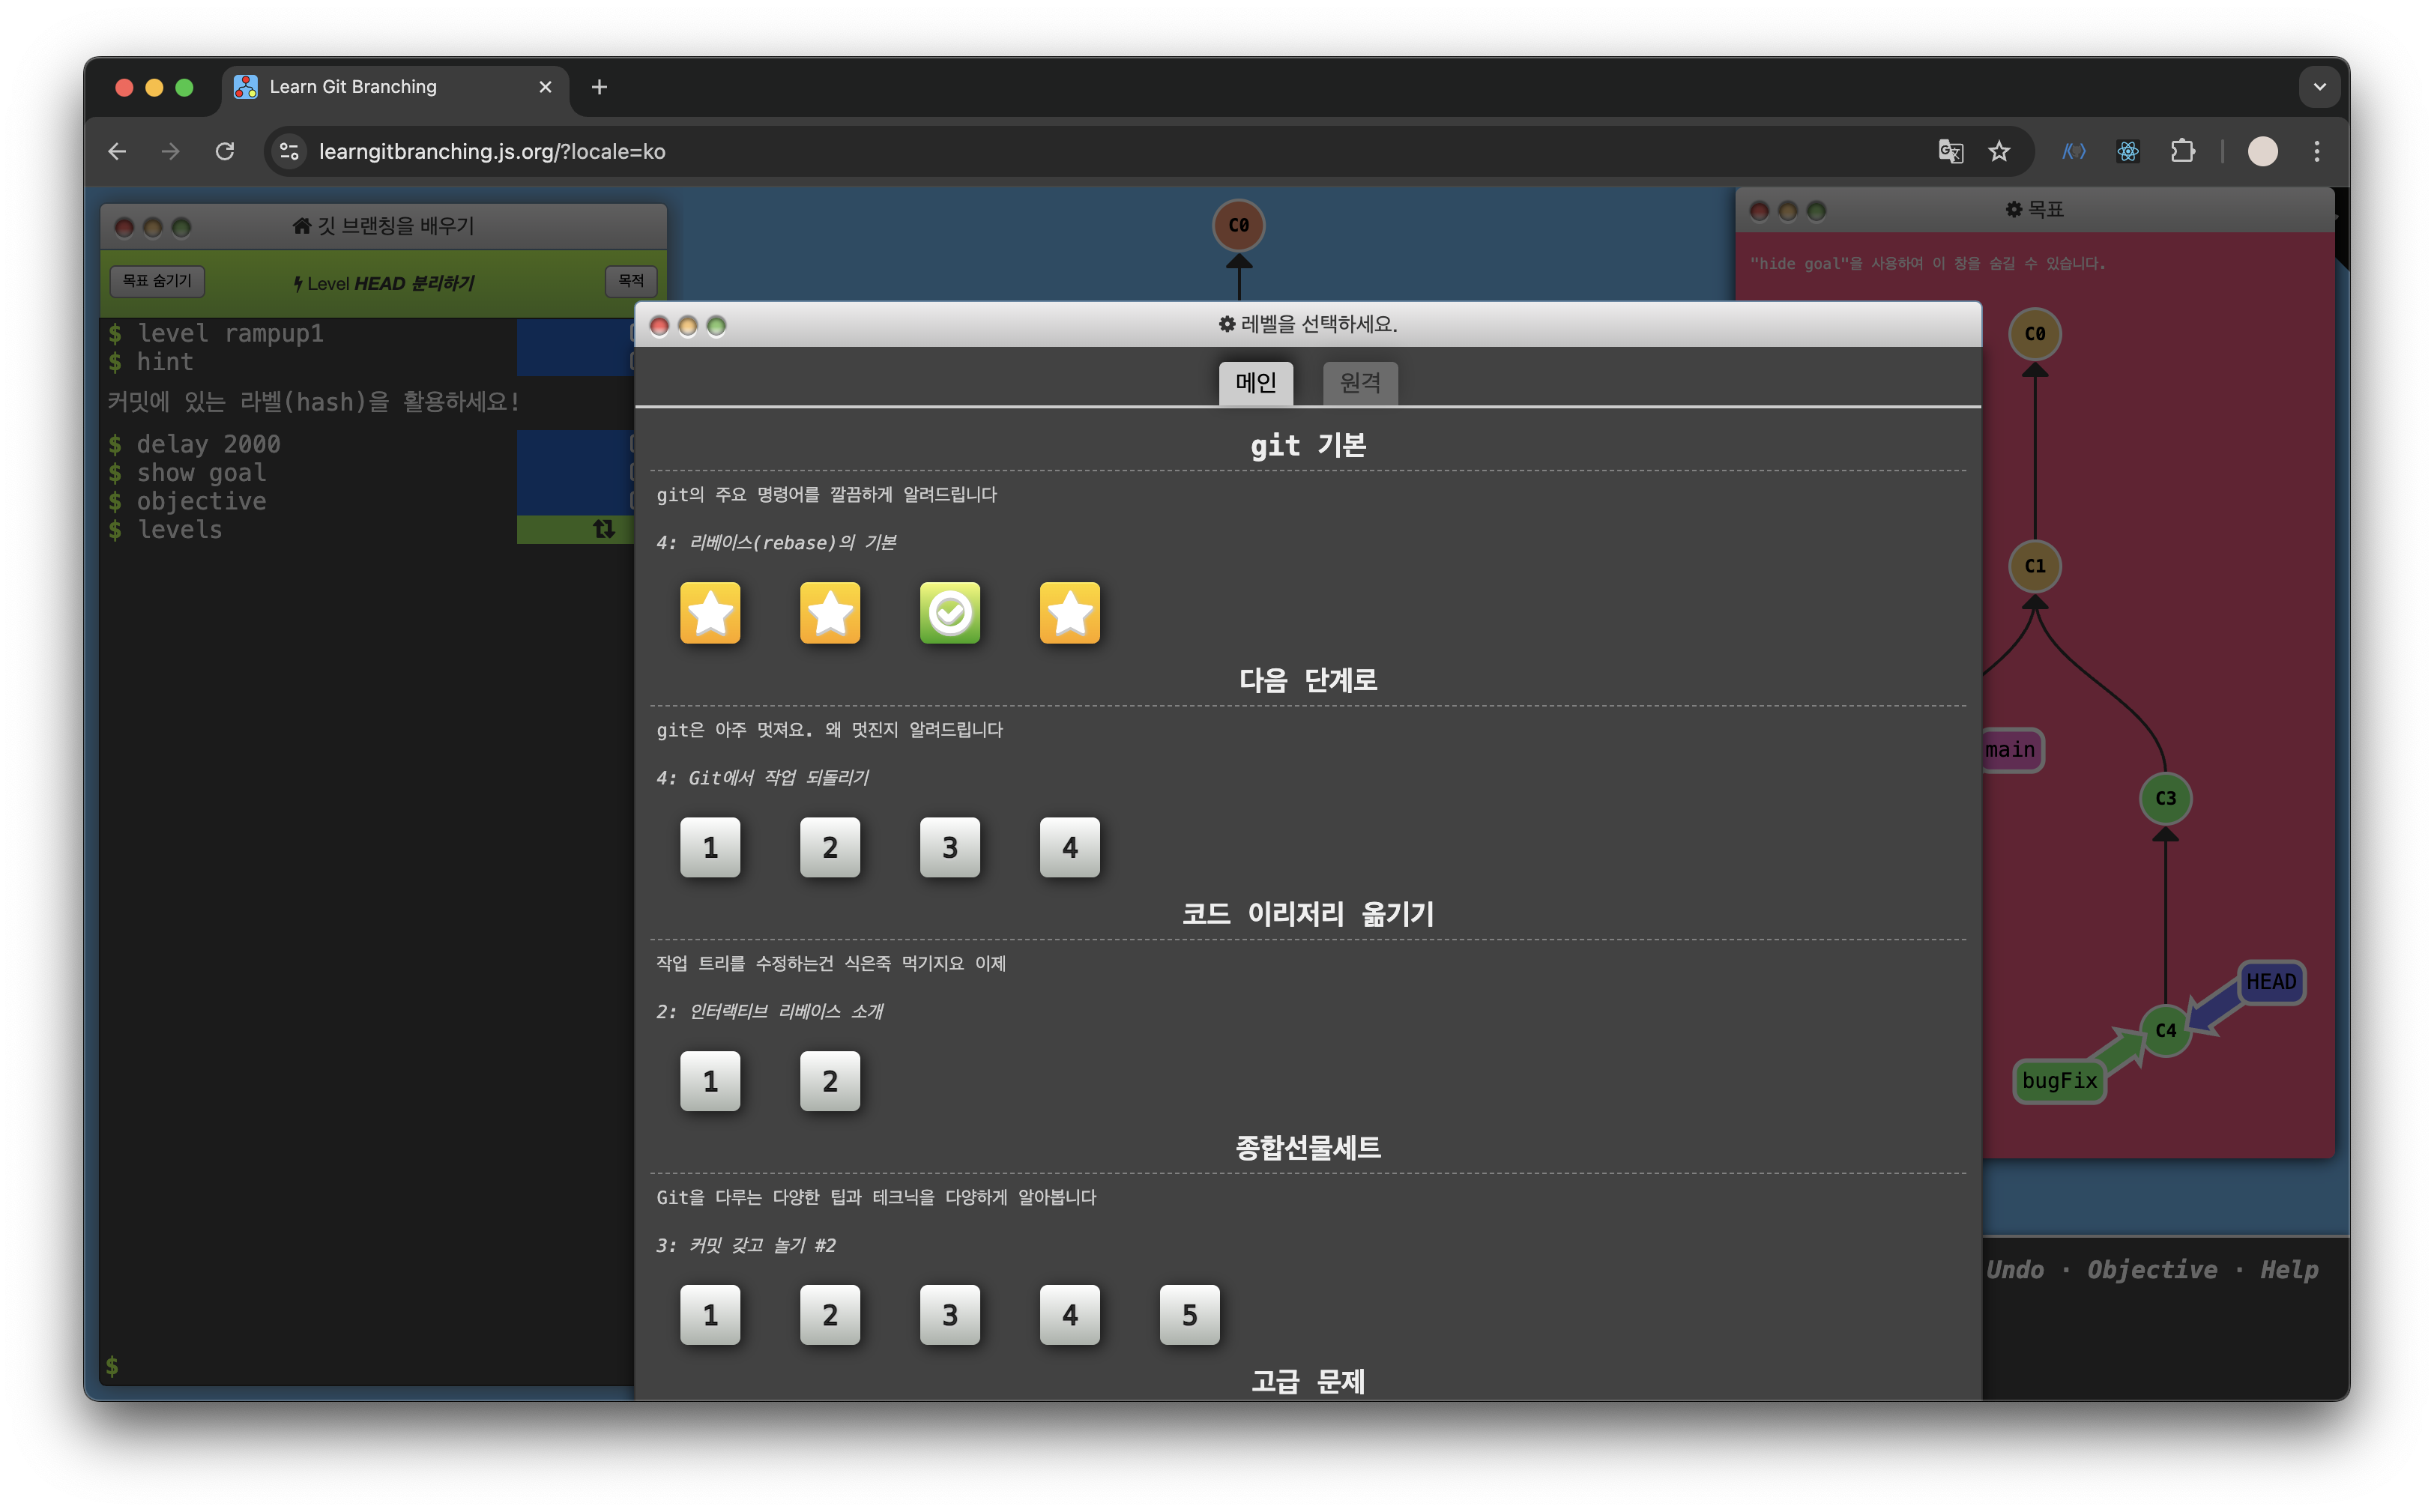 Learn Git Branching
learngitbranching.js.org/?locale=ko
깃 브랜칭을 배우기
목표 숨기기
Level HEAD 분리하기
목적
$ level rampup1
$ hint
커밋에 있는 라벨(hash)을 활용하세요!
$ delay 2000
$ show goal
$ objective
$ levels
$
C0
레벨을 선택하세요.
메인
원격
git 기본
git의 주요 명령어를 깔끔하게 알려드립니다
4: 리베이스(rebase)의 기본
다음 단계로
git은 아주 멋져요. 왜 멋진지 알려드립니다
4: Git에서 작업 되돌리기
1 2 3 4
코드 이리저리 옮기기
작업 트리를 수정하는건 식은죽 먹기지요 이제
2: 인터랙티브 리베이스 소개
1 2
종합선물세트
Git을 다루는 다양한 팁과 테크닉을 다양하게 알아봅니다
3: 커밋 갖고 놀기 #2
1 2 3 4 5
고급 문제
목표
"hide goal"을 사용하여 이 창을 숨길 수 있습니다.
C0
C1
main
C3
HEAD
C4
bugFix
Undo · Objective · Help